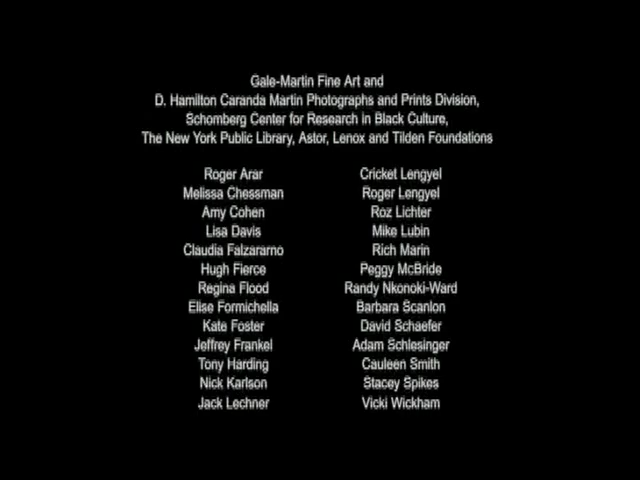 Gale-Martin Fine Art and
D. Hamilton Caranda Martin Photographs and Prints Division,
Schomberg Center for Research in Black Culture,
The New York Public Library, Astor, Lenox and Tilden Foundations
Roger Arar
Melissa Chessman
Amy Cohen
Lisa Davis
Claudia Falzararno
Hugh Fierce
Regina Flood
Elise Formichella
Kate Foster
Jeffrey Frankel
Tony Harding
Nick Karlson
Jack Lechner
Cricket Lengyel
Roger Lengyel
Roz Lichter
Mike Lubin
Rich Marin
Peggy McBride
Randy Nkonoki-Ward
Barbara Scanlon
David Schaefer
Adam Schlesinger
Cauleen Smith
Stacey Spikes
Vicki Wickham